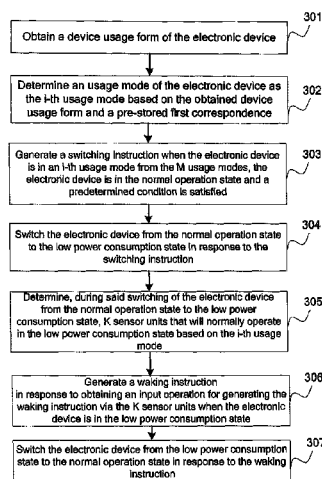 301
Obtain a device usage form of the electronic device
Determine an usage mode of the electronic device as
the i-th usage mode based on the obtained device
usage form and a pre-stored first correspondence
302
Generate a switching instruction when the electronic device
is in an i-th usage mode from the M usage modes, the
electronic device is in the normal operation state and a
predetermined condition is satisfied
303
Switch the electronic device from the normal operation state
to the low power consumption state in response to the
switching instruction
304
Determine, during said switching of the electronic device
from the normal operation state to the low power
consumption state, K sensor units that will normally operate
in the low power consumption state based on the i-th usage
mode
305
Generate a waking instruction
in response to obtaining an input operation for generating the
waking instruction via the K sensor units when the electronic
device is in the low power consumption state
306
Switch the electronic device from the low power consumption
state to the normal operation state in response to the waking
instruction
307